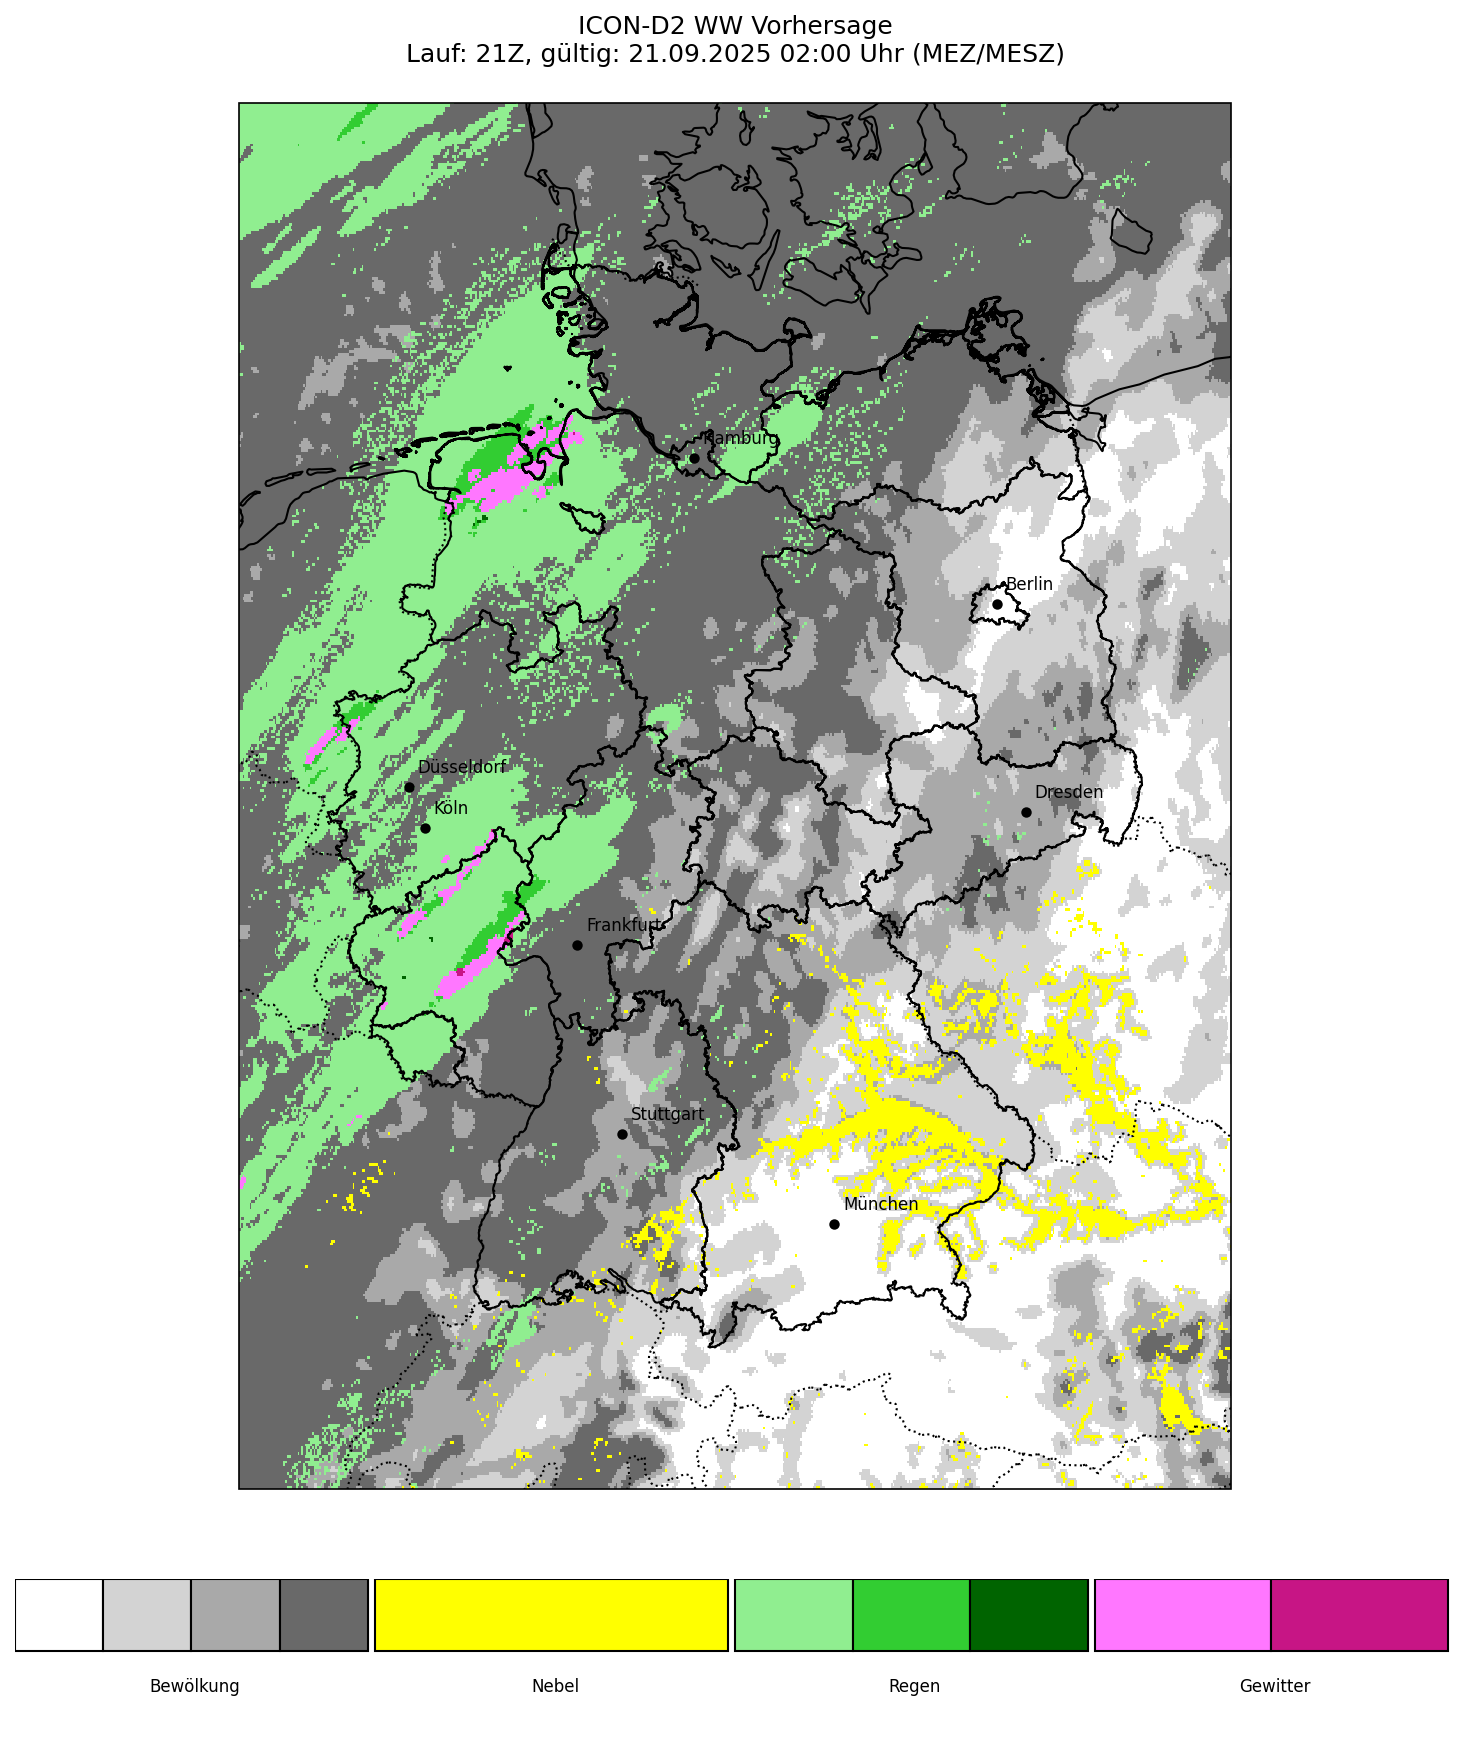 ICON-D2 WW Vorhersage
Lauf: 21Z, gültig: 21.09.2025 02:00 Uhr (MEZ/MESZ)
Hamburg
Berlin
Düsseldorf
Köln
Dresden
Frankfurt
Stuttgart
München
Bewölkung
Nebel
Regen
Gewitter